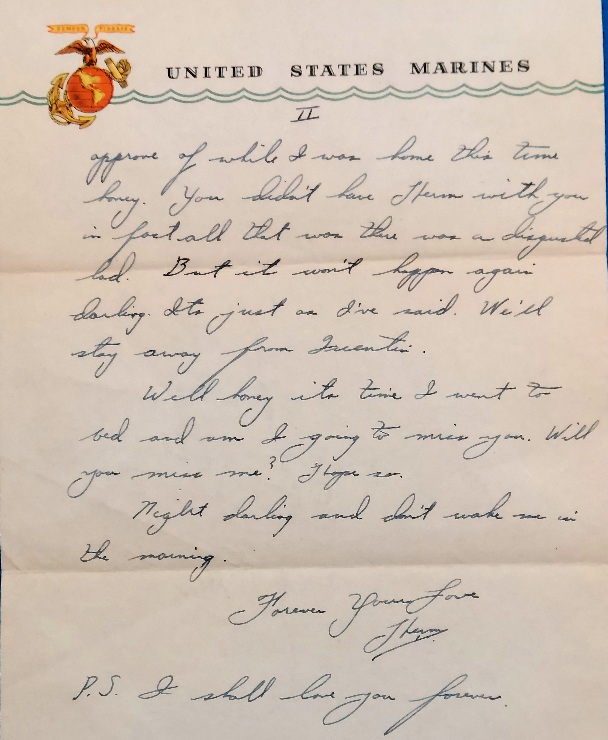 SEMPER FIDELIS
UNITED STATES MARINES
II
approve of while I was home this time
honey. You didn't have Therm with you
in fact all that was there was a disgusted
lad. But it won't happen again
darling. Its just as I've said. We'll
stay away from
Well honey its time I went to
bed and am I going to miss you. Will
you miss me? Hope so.
Night darling and don't wake me in
the morning.
Forever Your Love
Therm
P.S. I shall love you forever.